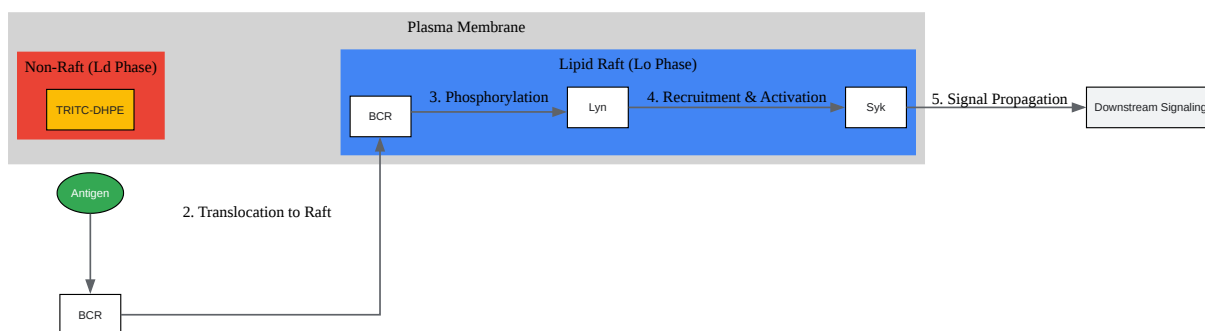 Plasma Membrane
Non-Raft (Ld Phase)
TRITC-DHPE
Lipid Raft (Lo Phase)
BCR
3. Phosphorylation
Lyn
4. Recruitment & Activation
Syk
5. Signal Propagation
Downstream Signaling
Antigen
2. Translocation to Raft
BCR